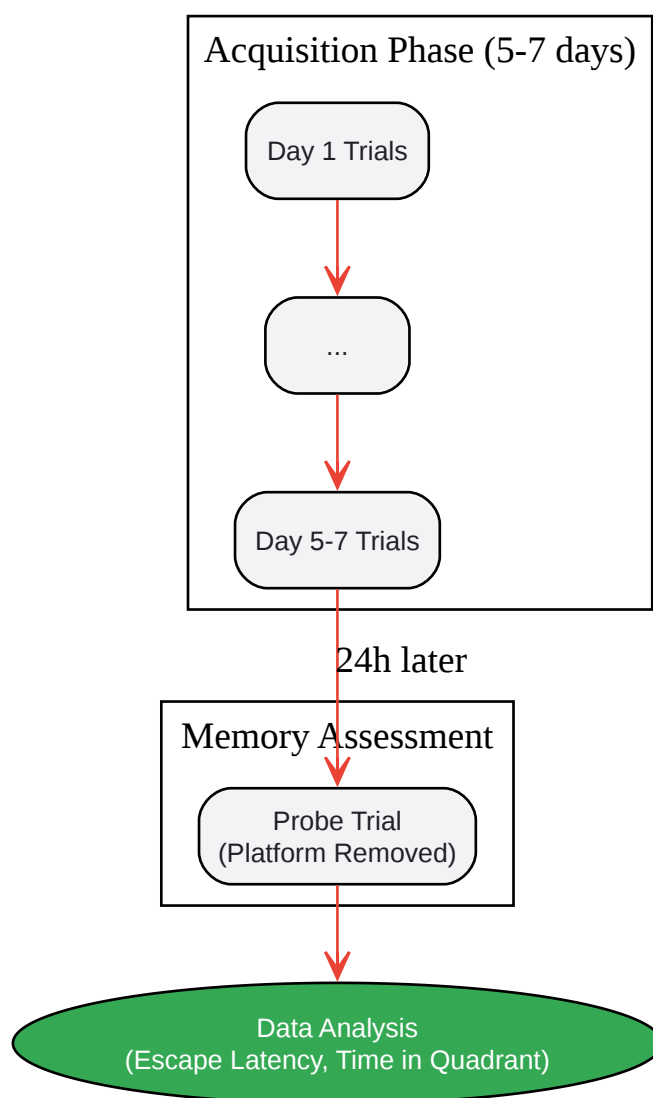 Acquisition Phase (5-7 days)
Day 1 Trials
...
Day 5-7 Trials
24h later
Memory Assessment
Probe Trial
(Platform Removed)
Data Analysis
(Escape Latency, Time in Quadrant)